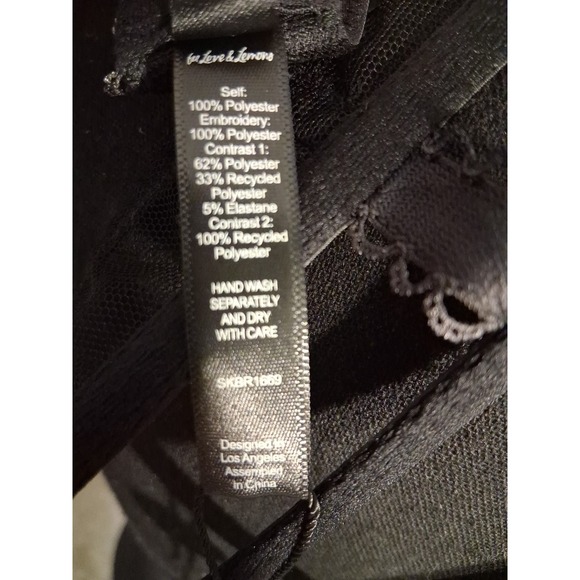 for Love & Lemons
Self:
100% Polyester
Embroidery:
100% Polyester
Contrast 1:
62% Polyester
33% Recycled
Polyester
5% Elastane
Contrast 2:
100% Recycled
Polyester
HAND WASH
SEPARATELY
AND DRY
WITH CARE
SKBR1669
Designed in
Los Angeles
Assembled
in China